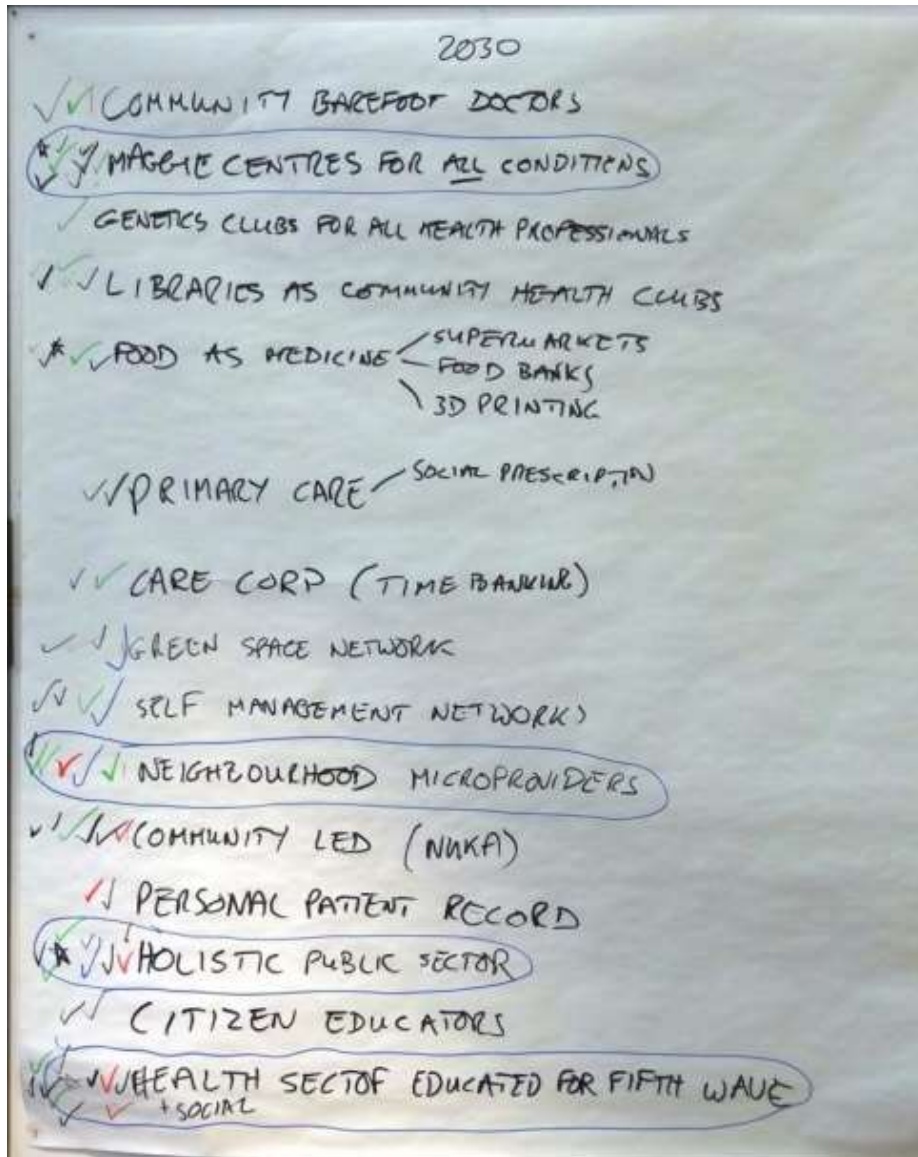 2030
COMMUNITY BAREFOOT DOCTORS
MAGGIE CENTRES FOR ALL CONDITIONS
GENETICS CLUBS FOR ALL HEALTH PROFESSIONALS
LIBRARIES AS COMMUNITY HEALTH CLUBS
FOOD AS MEDICINE
SUPERMARKETS
FOOD BANKS
3D PRINTING
PRIMARY CARE
SOCIAL PRESCRIPTIN
CARE CORP (TIME BANKING)
GREEN SPACE NETWORK
SELF MANAGEMENT NETWORKS
NEIGHBOURHOOD MICROPROVIDERS
COMMUNITY LED (NUKA)
PERSONAL PATIENT RECORD
HOLISTIC PUBLIC SECTOR
CITIZEN EDUCATORS
HEALTH SECTOR EDUCATED FOR FIFTH WAVE
+ SOCIAL